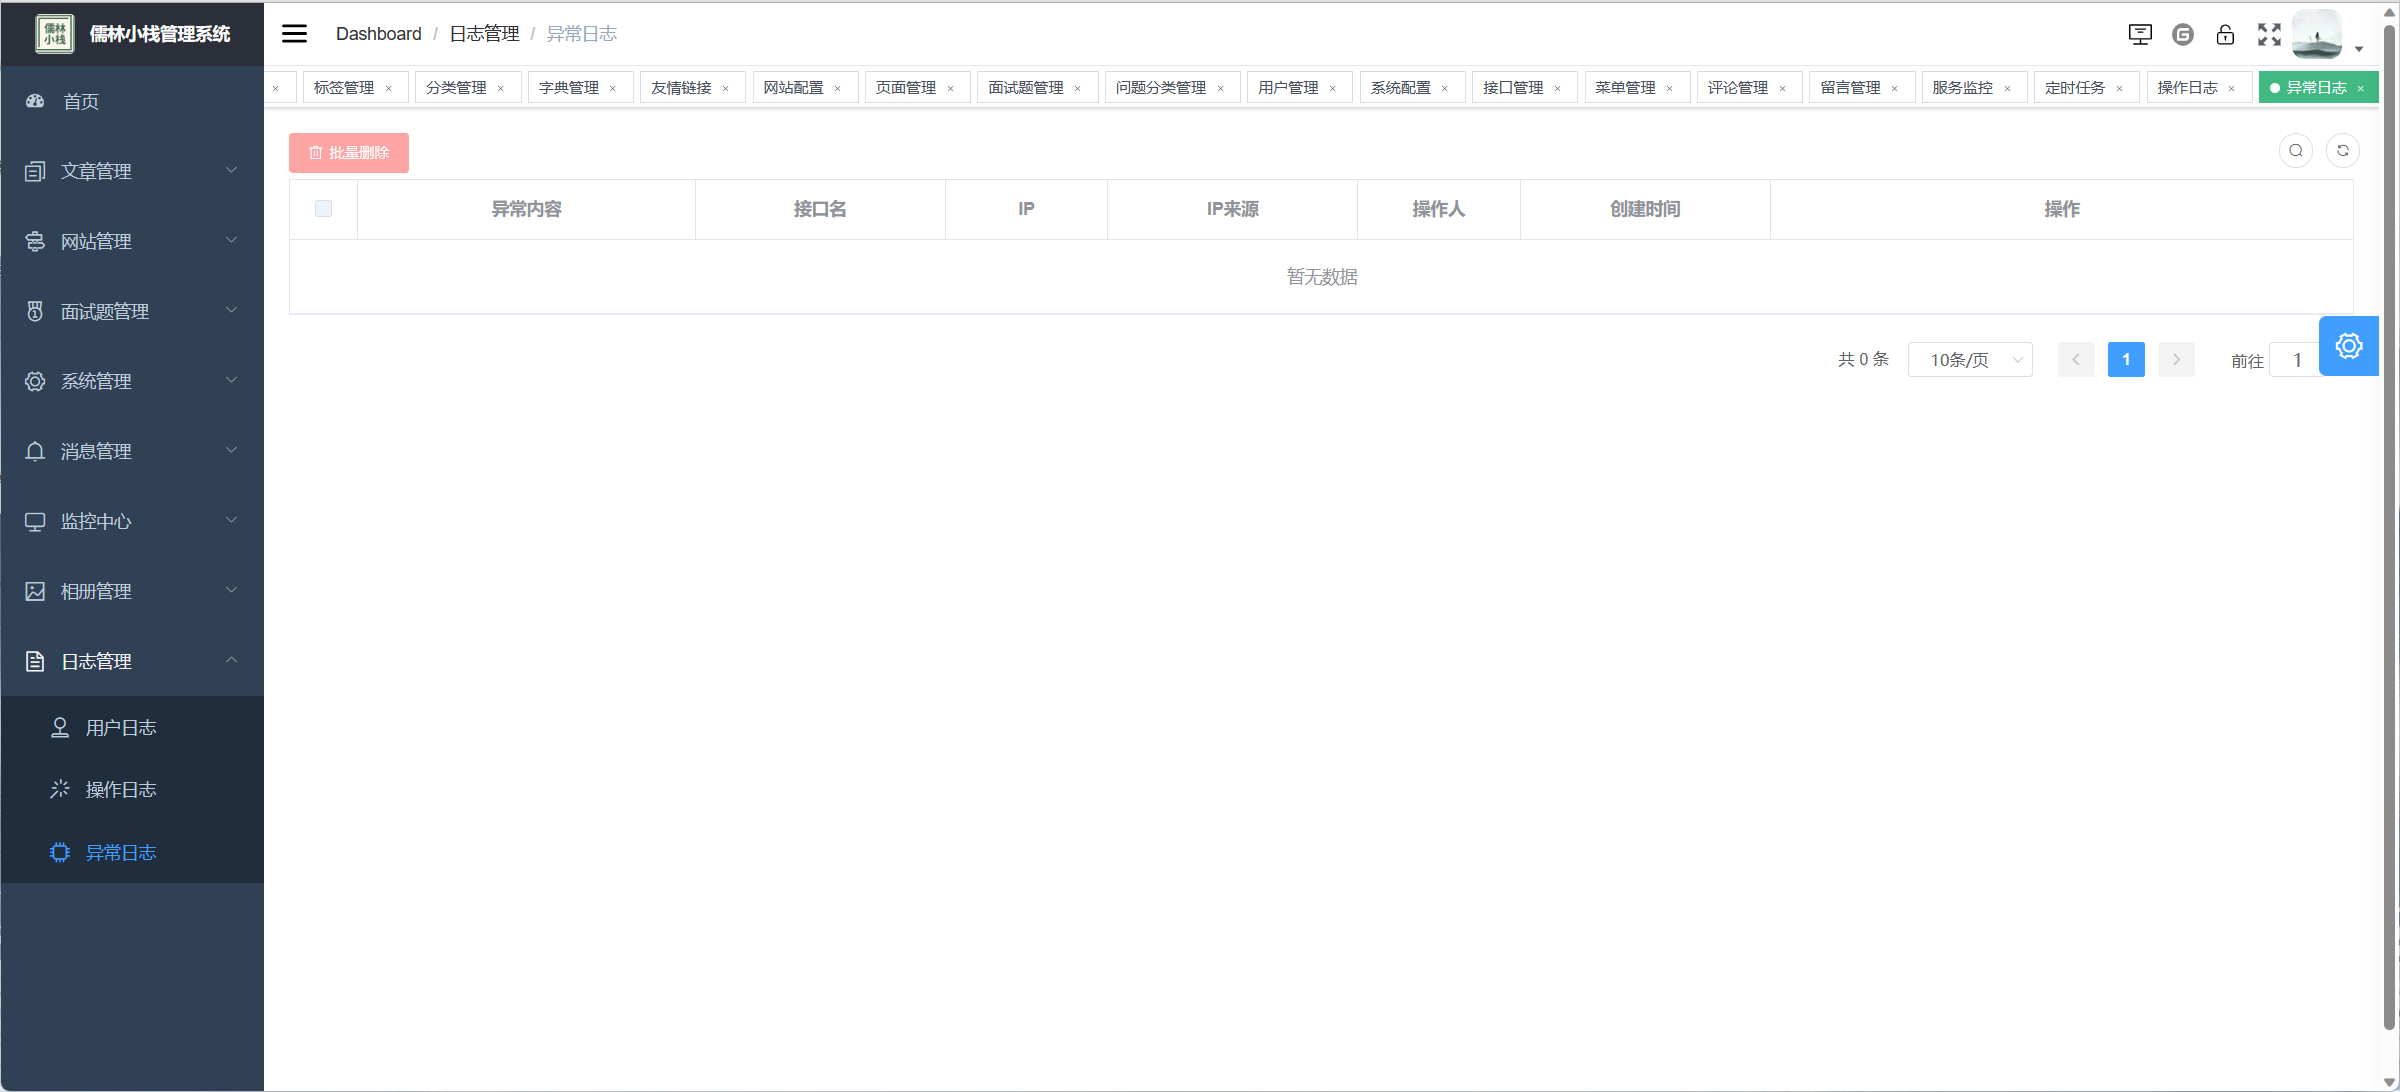 儒林小栈
儒林小栈管理系统
Dashboard / 日志管理 / 异常日志
首页
文章管理
网站管理
面试题管理
系统管理
消息管理
监控中心
相册管理
日志管理
用户日志
操作日志
异常日志
标签管理 × 分类管理 × 字典管理 × 友情链接 × 网站配置 × 页面管理 × 面试题管理 × 问题分类管理 × 用户管理 × 系统配置 × 接口管理 × 菜单管理 × 评论管理 × 留言管理 × 服务监控 × 定时任务 × 操作日志 × 异常日志 ×
批量删除
异常内容 接口名 IP IP来源 操作人 创建时间 操作
暂无数据
共 0 条 10条/页 1 前往 1